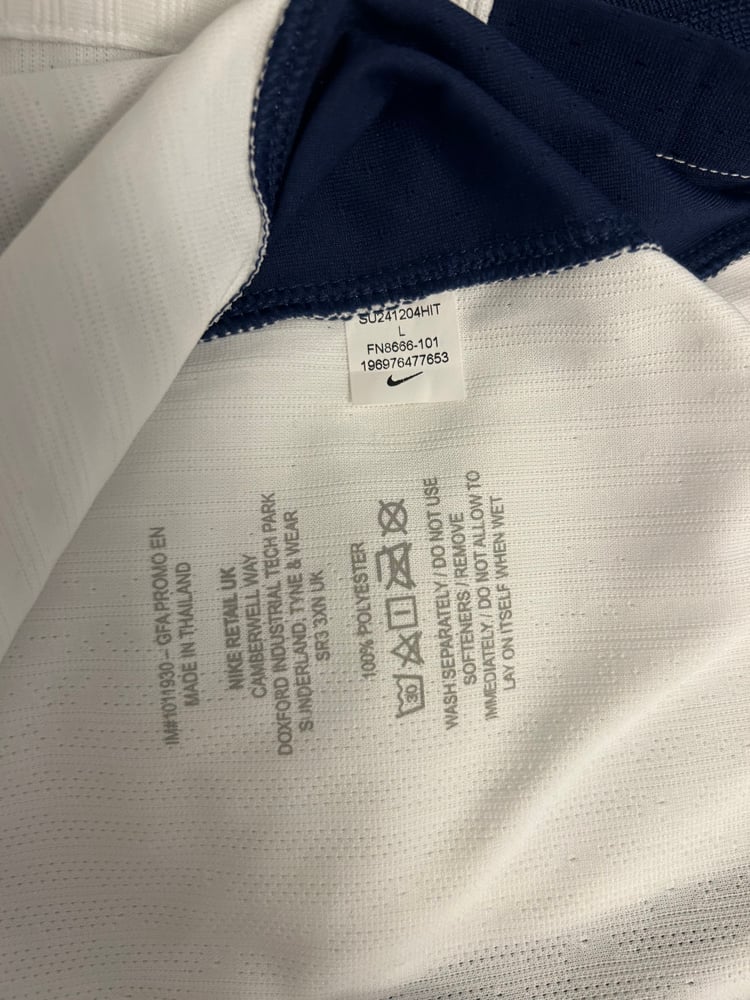 SU241204HIT
L
FN8666-101
196976477653
IM#1011930 – GFA PROMO EN
MADE IN THAILAND
NIKE RETAIL UK
CAMBERWELL WAY
DOXFORD INDUSTRIAL TECH PARK
SUNDERLAND, TYNE & WEAR
SR3 3XN UK
100% POLYESTER
30
WASH SEPARATELY / DO NOT USE
SOFTENERS / REMOVE
IMMEDIATELY / DO NOT ALLOW TO
LAY ON ITSELF WHEN WET